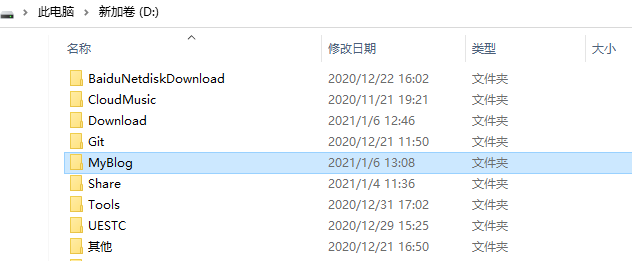 此电脑 > 新加卷 (D:)
名称 修改日期 类型 大小
BaiduNetdiskDownload 2020/12/22 16:02 文件夹
CloudMusic 2020/11/21 19:21 文件夹
Download 2021/1/6 12:46 文件夹
Git 2020/12/21 11:50 文件夹
MyBlog 2021/1/6 13:08 文件夹
Share 2021/1/4 11:36 文件夹
Tools 2020/12/31 17:02 文件夹
UESTC 2020/12/29 15:25 文件夹
其他 2020/12/21 16:50 文件夹